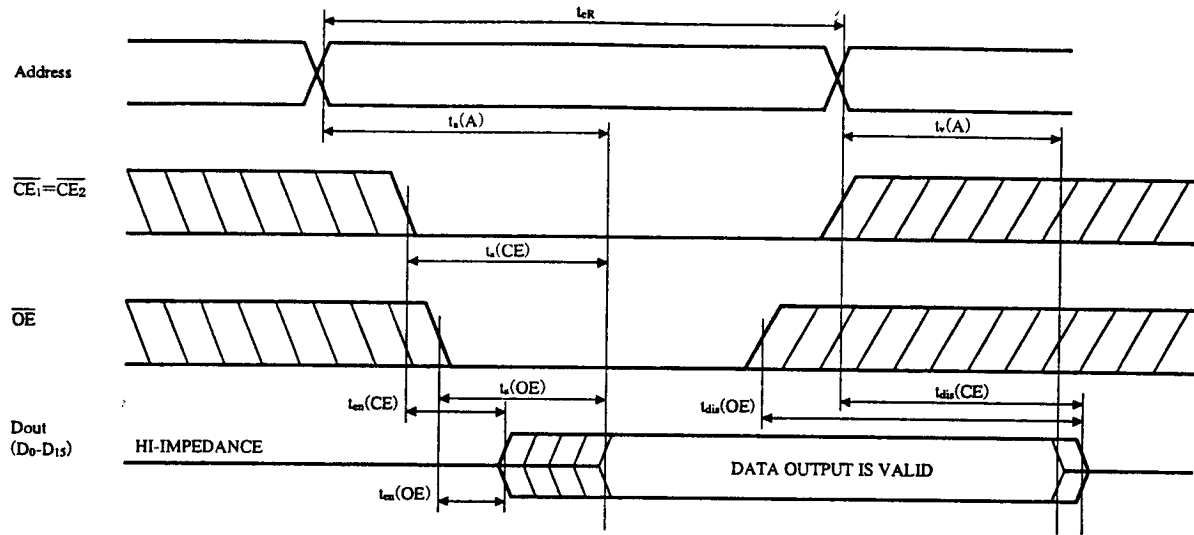 tcR
Address
ta(A)
tv(A)
CE1=CE2
ta(CE)
OE
ten(CE)
ta(OE)
tdis(OE)
tdis(CE)
Dout
(D0-D15)
HI-IMPEDANCE
DATA OUTPUT IS VALID
ten(OE)